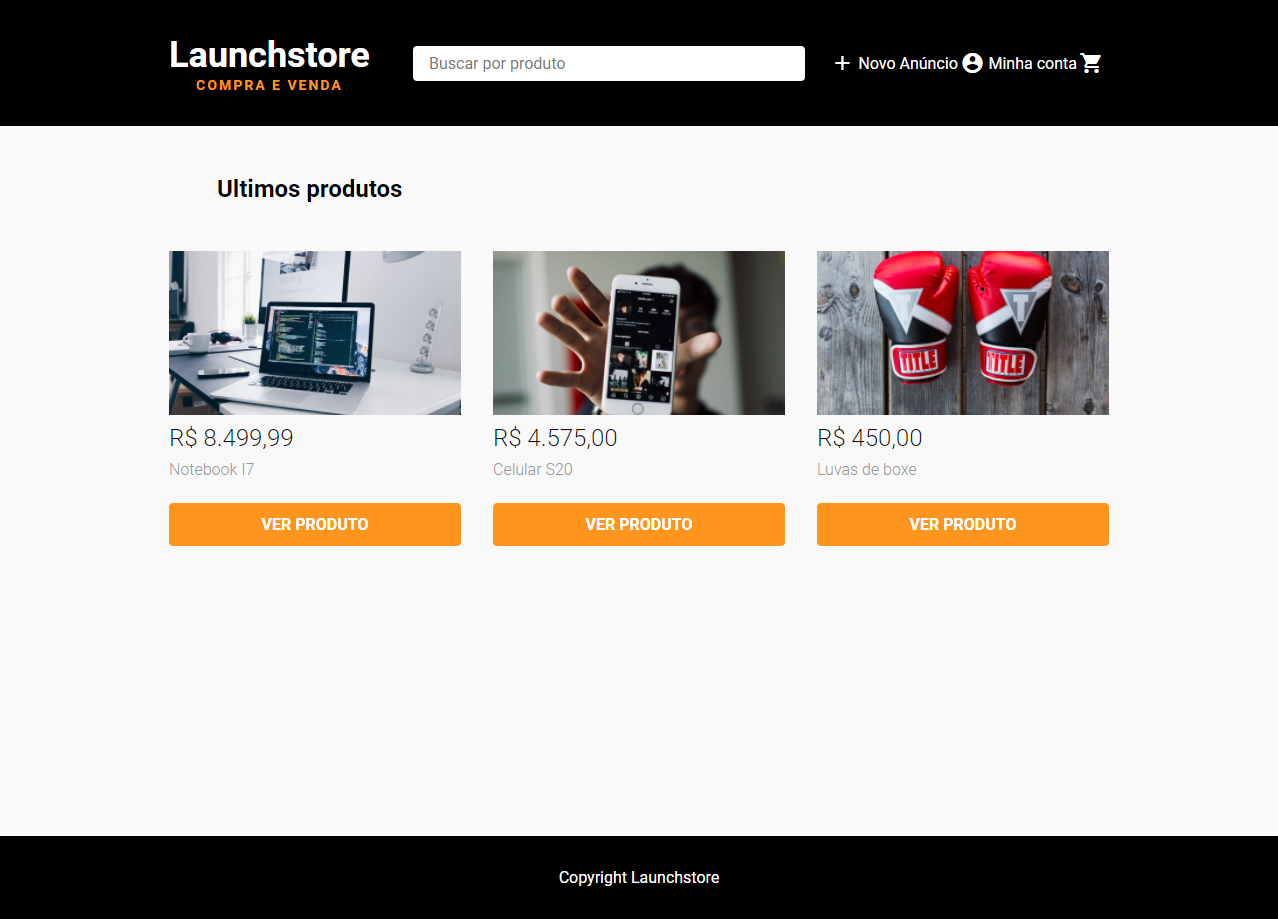 Launchstore
COMPRA E VENDA
Buscar por produto
Novo Anúncio
Minha conta
Ultimos produtos
R$ 8.499,99
Notebook I7
VER PRODUTO
R$ 4.575,00
Celular S20
VER PRODUTO
TITLE
TITLE
R$ 450,00
Luvas de boxe
VER PRODUTO
Copyright Launchstore